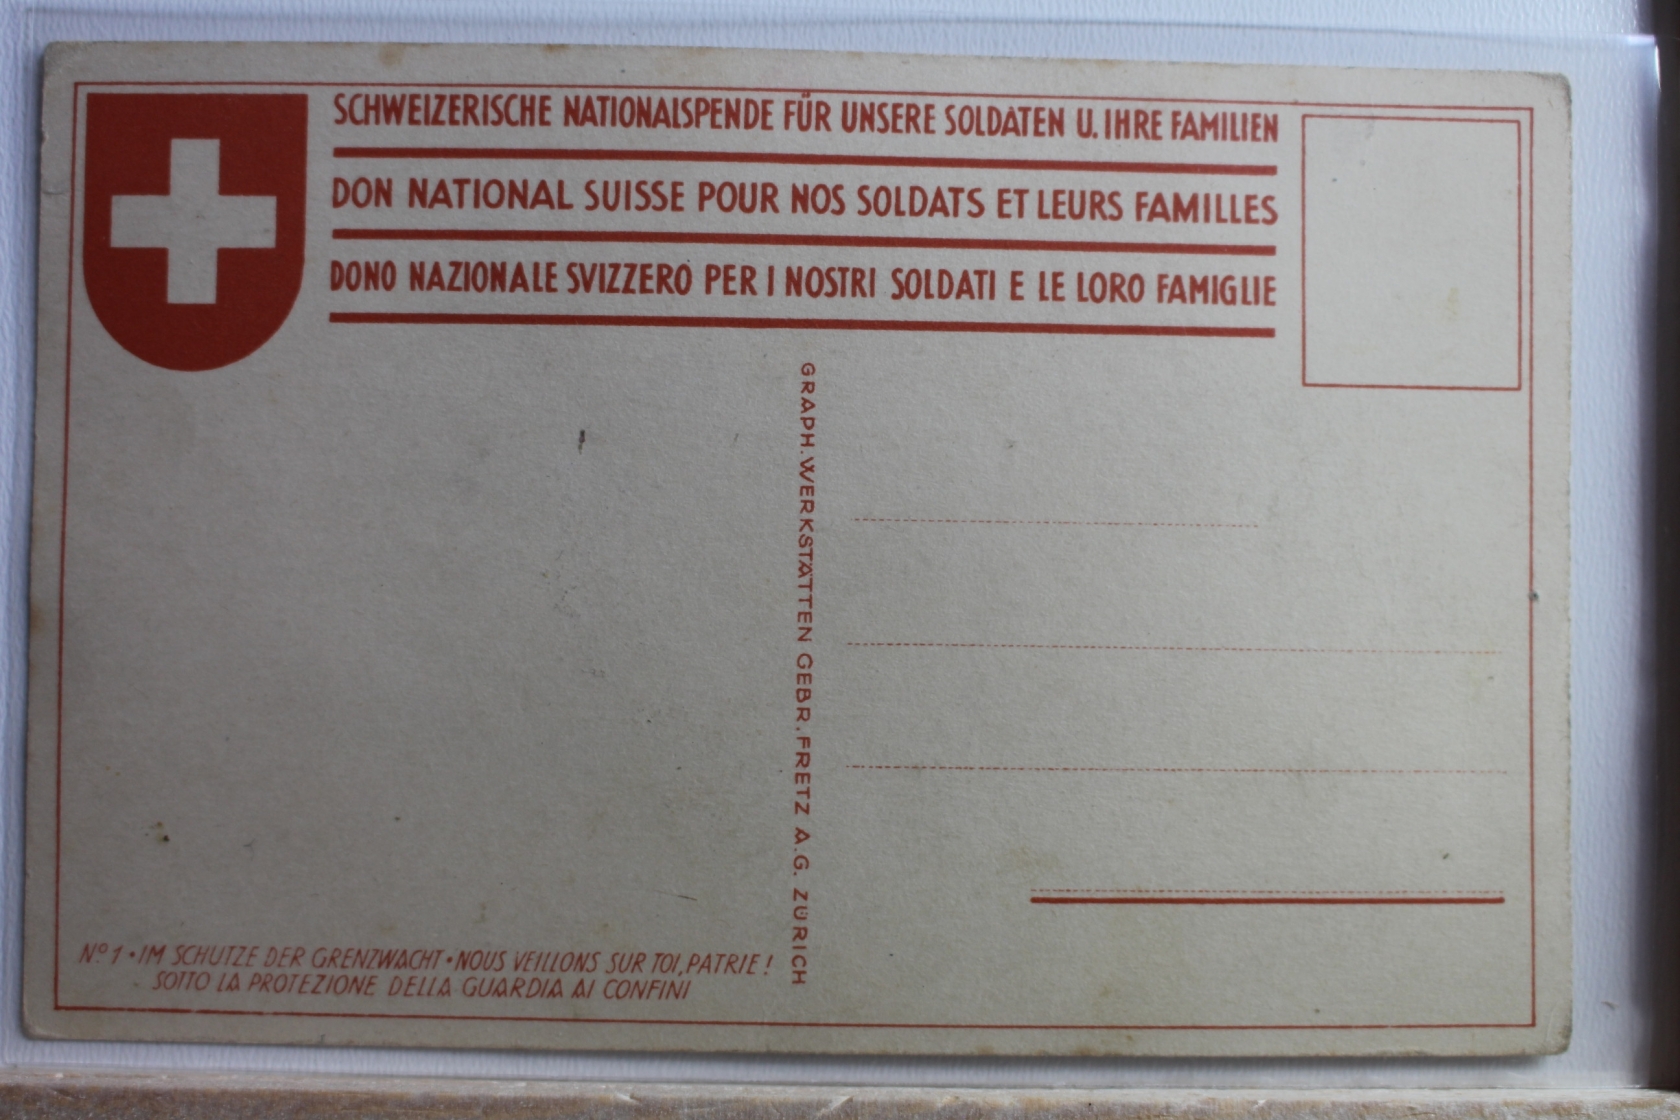 SCHWEIZERISCHE NATIONALSPENDE FÜR UNSERE SOLDATEN U. IHRE FAMILIEN
DON NATIONAL SUISSE POUR NOS SOLDATS ET LEURS FAMILLES
DONO NAZIONALE SVIZZERO PER I NOSTRI SOLDATI E LE LORO FAMIGLIE
GRAPH. WERKSTÄTTEN GEBR. FRETZ A.G. ZÜRICH
Nº 1 • IM SCHUTZE DER GRENZWACHT • NOUS VEILLONS SUR TOI, PATRIE!
SOTTO LA PROTEZIONE DELLA GUARDIA AI CONFINI